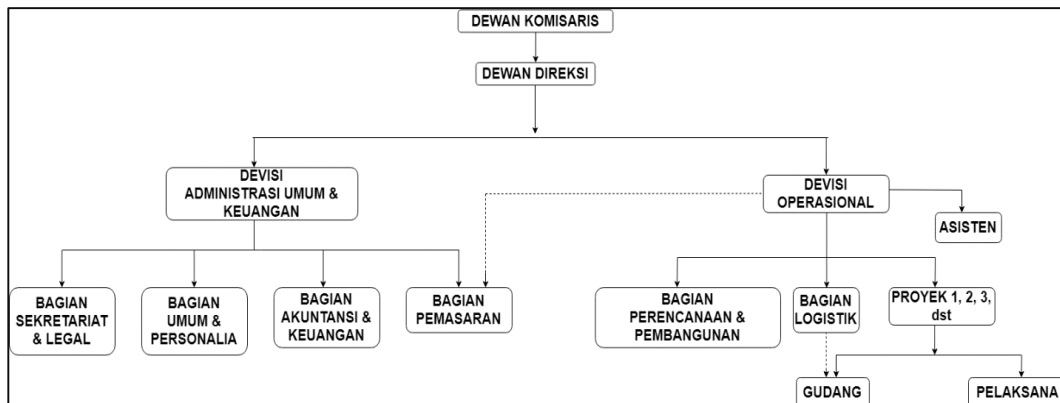 DEWAN KOMISARIS
DEWAN DIREKSI
DEVISI
ADMINISTRASI UMUM &
KEUANGAN
DEVISI
OPERASIONAL
ASISTEN
BAGIAN
SEKRETARIAT
& LEGAL
BAGIAN
UMUM &
PERSONALIA
BAGIAN
AKUNTANSI &
KEUANGAN
BAGIAN
PEMASARAN
BAGIAN
PERENCANAAN &
PEMBANGUNAN
BAGIAN
LOGISTIK
PROYEK 1, 2, 3,
dst
GUDANG
PELAKSANA